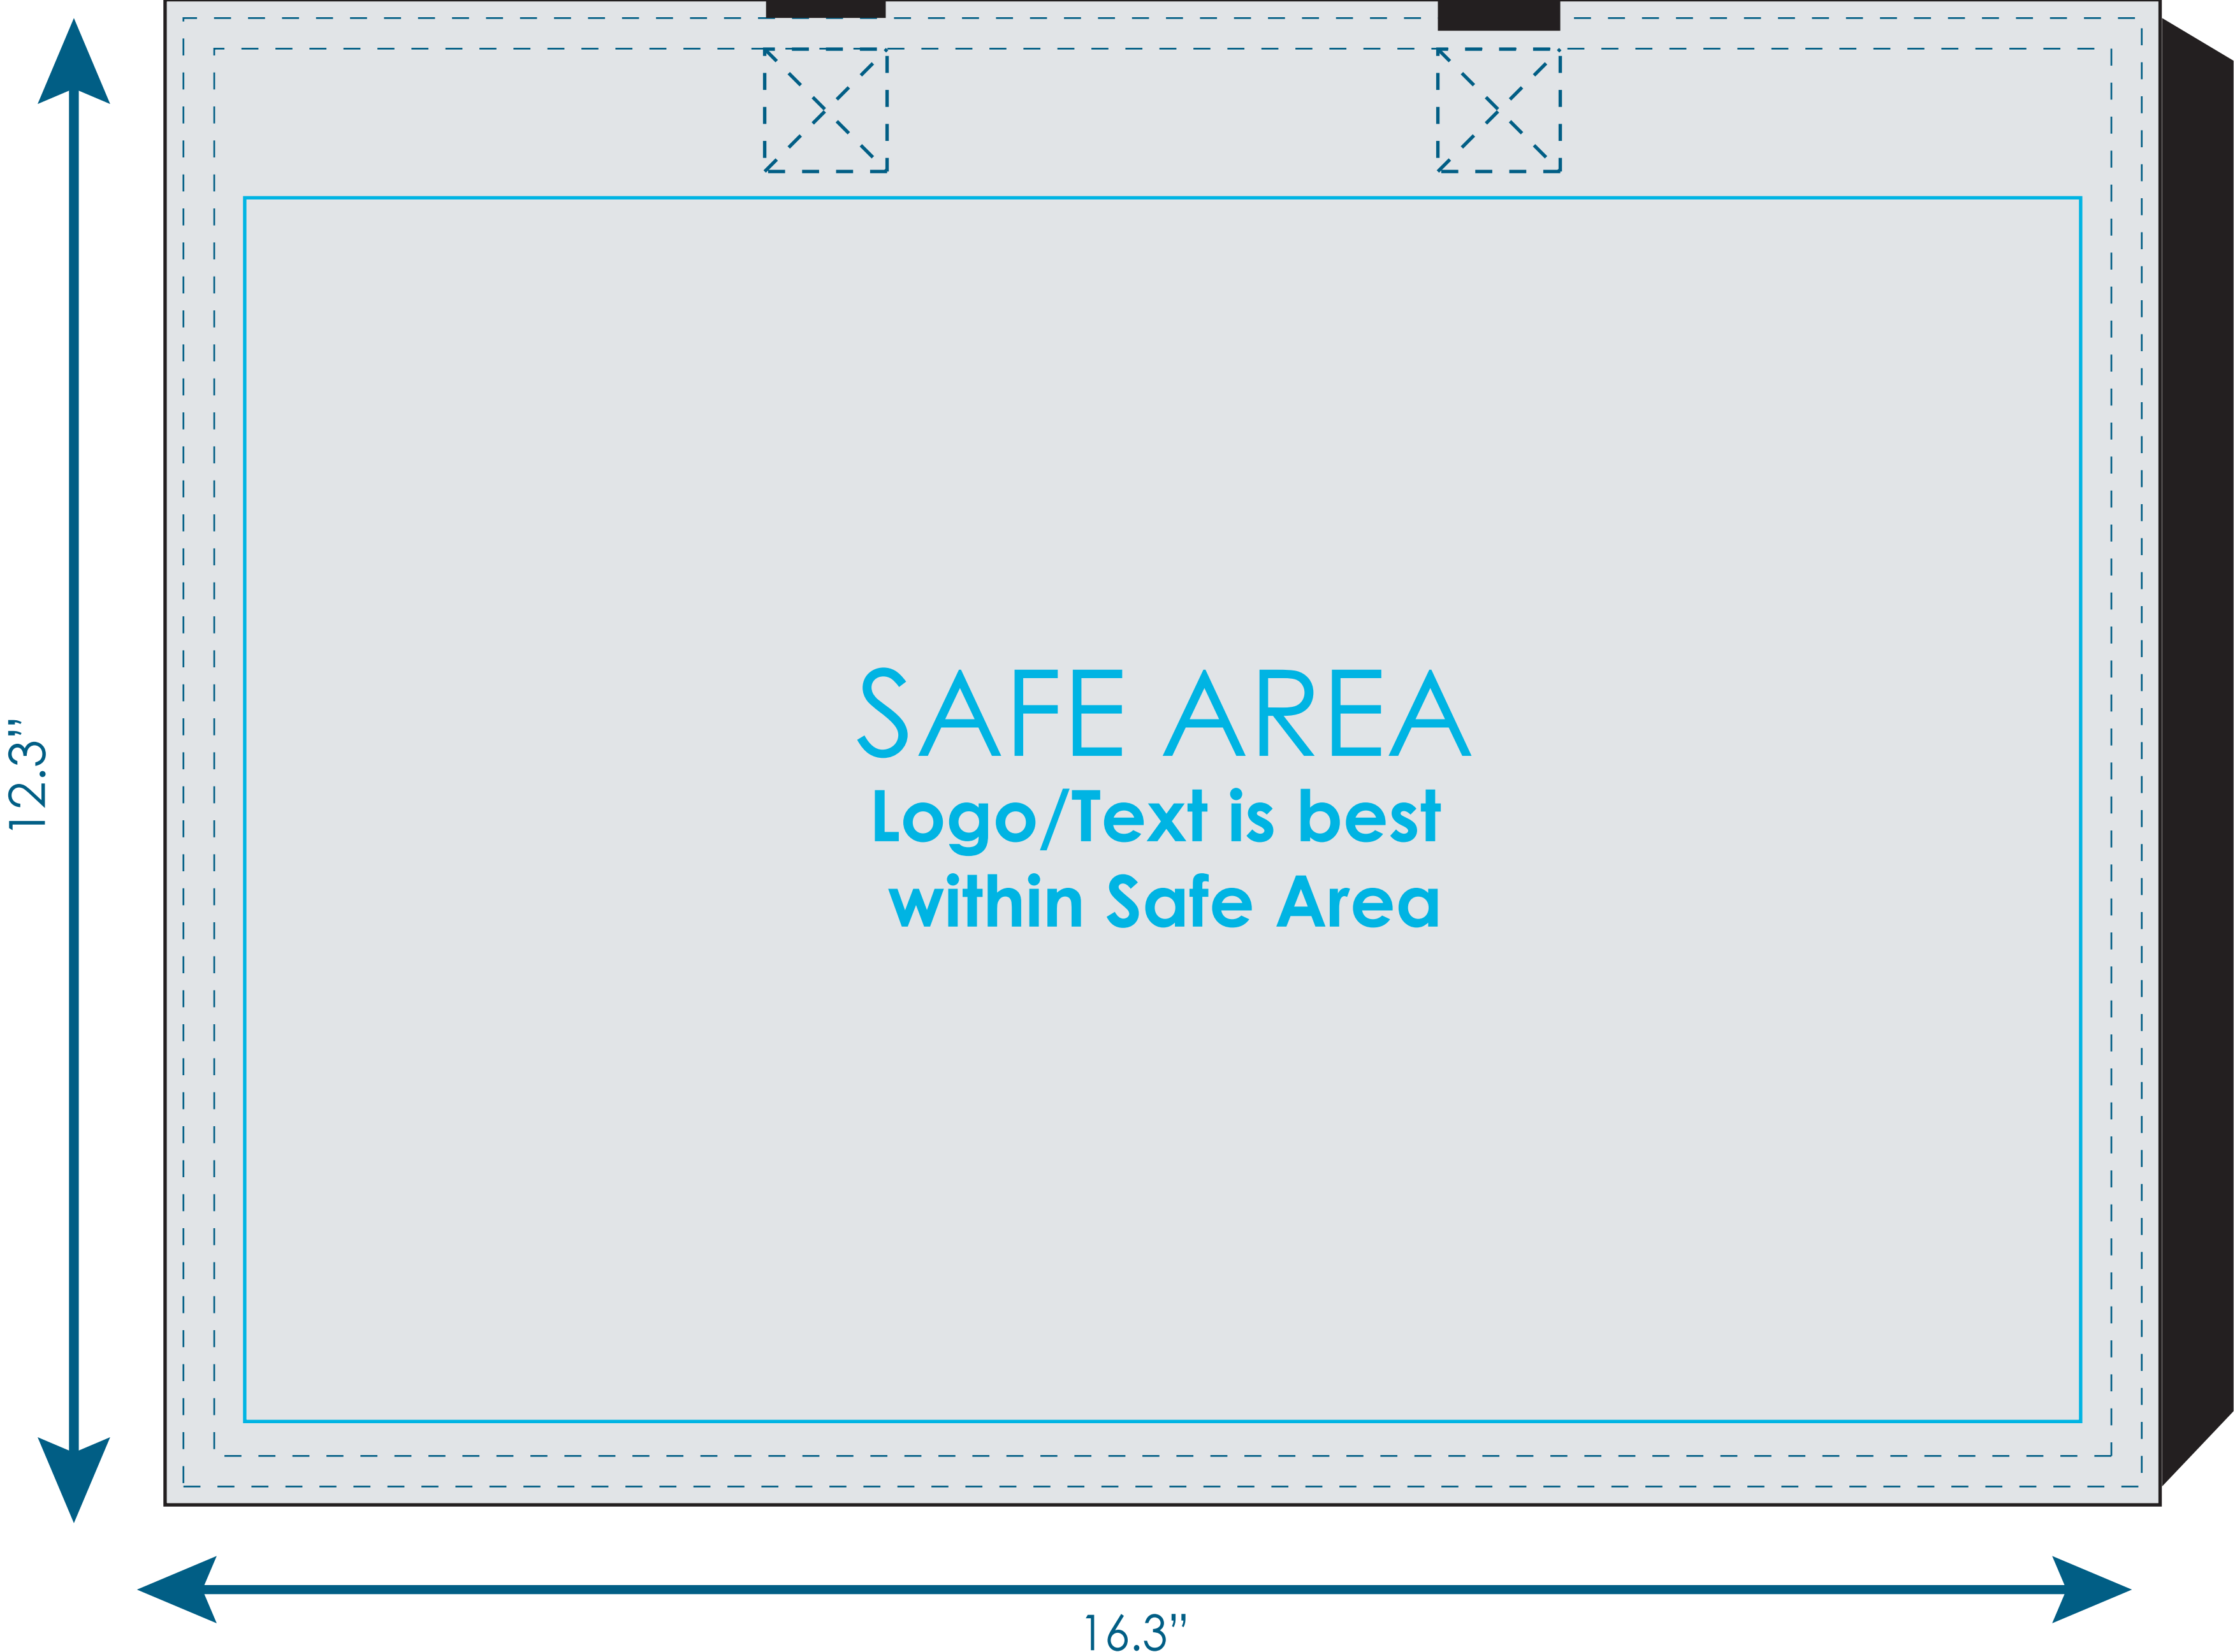 SAFE AREA
Logo/Text is best
within Safe Area
12.3”
16.3”